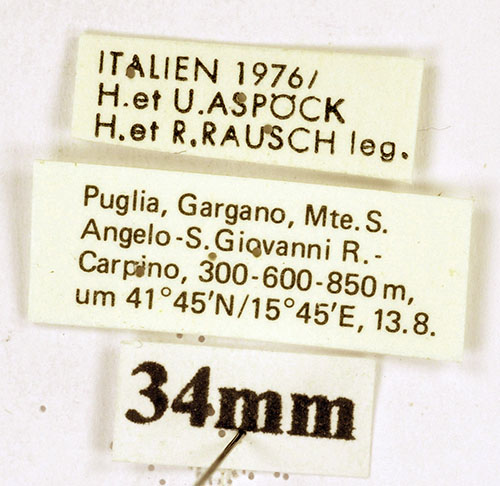 ITALIEN 1976/
H.et U.ASPÖCK
H.et R.RAUSCH leg.
Puglia, Gargano, Mte.S.
Angelo-S.Giovanni R.-
Carpino, 300-600-850m,
um 41°45'N/15°45'E, 13.8.
34mm